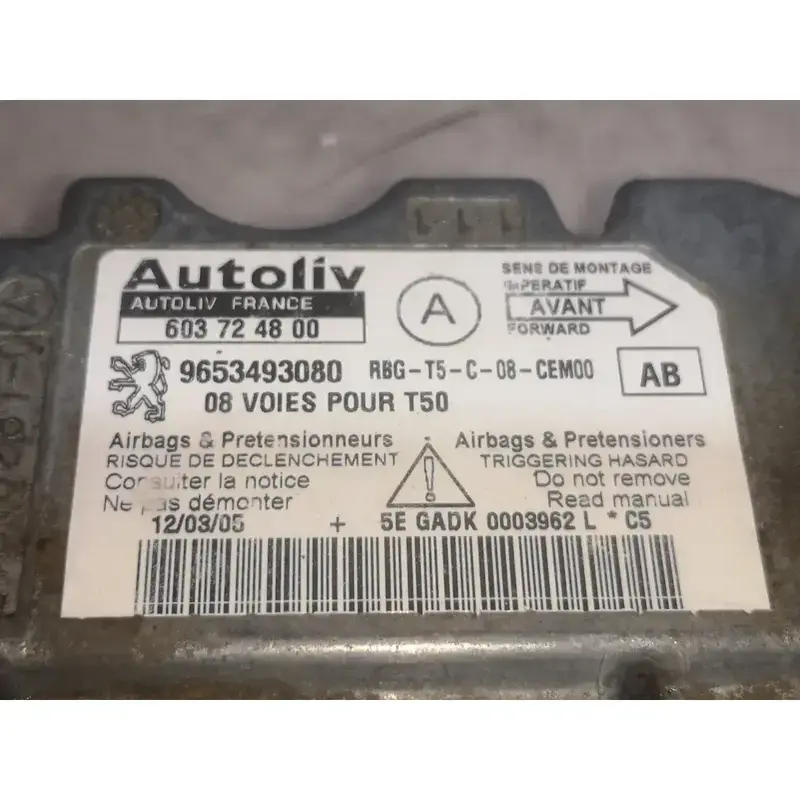 Autoliv
AUTOLIV FRANCE
603 72 48 00
A
SENS DE MONTAGE
IMPERATIF
AVANT
FORWARD
9653493080 RBG-T5-C-08-CEM00
AB
08 VOIES POUR T50
Airbags & Pretensionneurs
RISQUE DE DECLENCHEMENT
Consulter la notice
Ne pas démonter
!
Airbags & Pretensioners
TRIGGERING HASARD
Do not remove
Read manual
12/03/05 + 5E GADK 0003962 L * C5